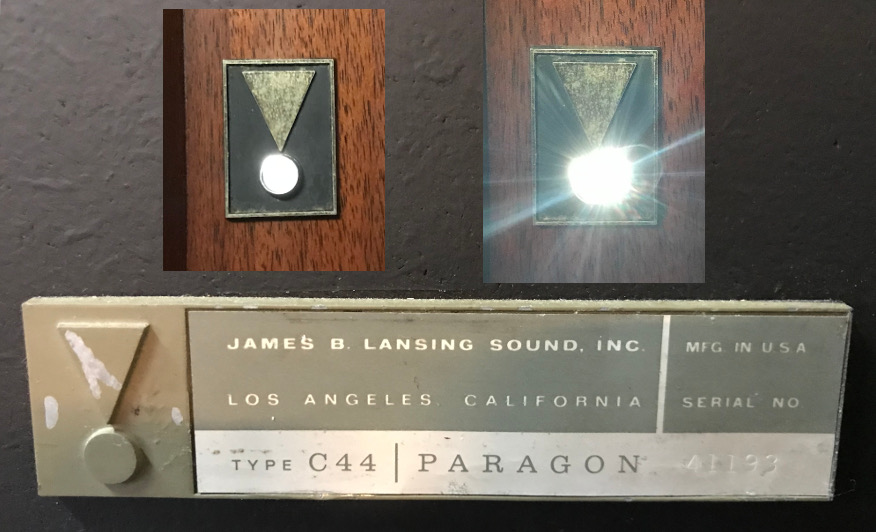 JAMES B. LANSING SOUND, INC.
MFG. IN U.S.A
LOS ANGELES. CALIFORNIA
SERIAL NO
TYPE C44 | PARAGON 41193